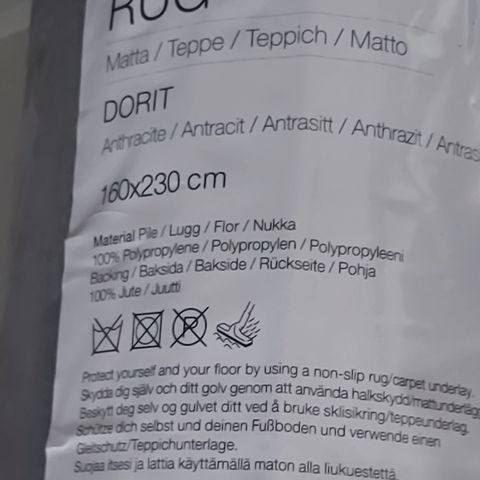 RUG
Matta / Teppe / Teppich / Matto
DORIT
Anthracite / Antracit / Antrasitt / Anthrazit / Antras
160x230 cm
Material Pile / Lugg / Flor / Nukka
100% Polypropylene / Polypropylen / Polypropyleeni
Backing / Baksida / Bakside / Rückseite / Pohja
100% Jute / Juutti
P
Protect yourself and your floor by using a non-slip rug/carpet underlay.
Skydda dig själv och ditt golv genom att använda halkskydd/mattunderlägg
Beskytt deg selv og gulvet ditt ved å bruke sklisikring/teppeunderlag.
Schütze dich selbst und deinen Fußboden und verwende einen
Gleitschutz/Teppichunterlage.
Suojaa itsesi ja lattia käyttämällä maton alla liukuestettä.